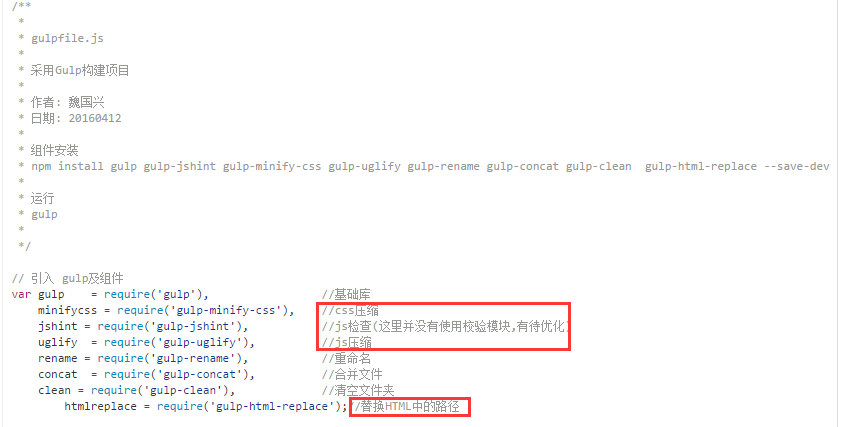 /**
*
* gulpfile.js
*
* 采用Gulp构建项目
*
* 作者: 魏国兴
* 日期: 20160412
*
* 组件安装
* npm install gulp gulp-jshint gulp-minify-css gulp-uglify gulp-rename gulp-concat gulp-clean  gulp-html-replace --save-dev
*
* 运行
* gulp
*
*/
// 引入 gulp及组件
var gulp    = require('gulp'),                 //基础库
minifycss = require('gulp-minify-css'),    //css压缩
jshint = require('gulp-jshint'),           //js检查(这里并没有使用校验模块,有待优化)
uglify  = require('gulp-uglify'),          //js压缩
rename = require('gulp-rename'),           //重命名
concat  = require('gulp-concat'),          //合并文件
clean = require('gulp-clean'),             //清空文件夹
htmlreplace = require('gulp-html-replace');//替换HTML中的路径